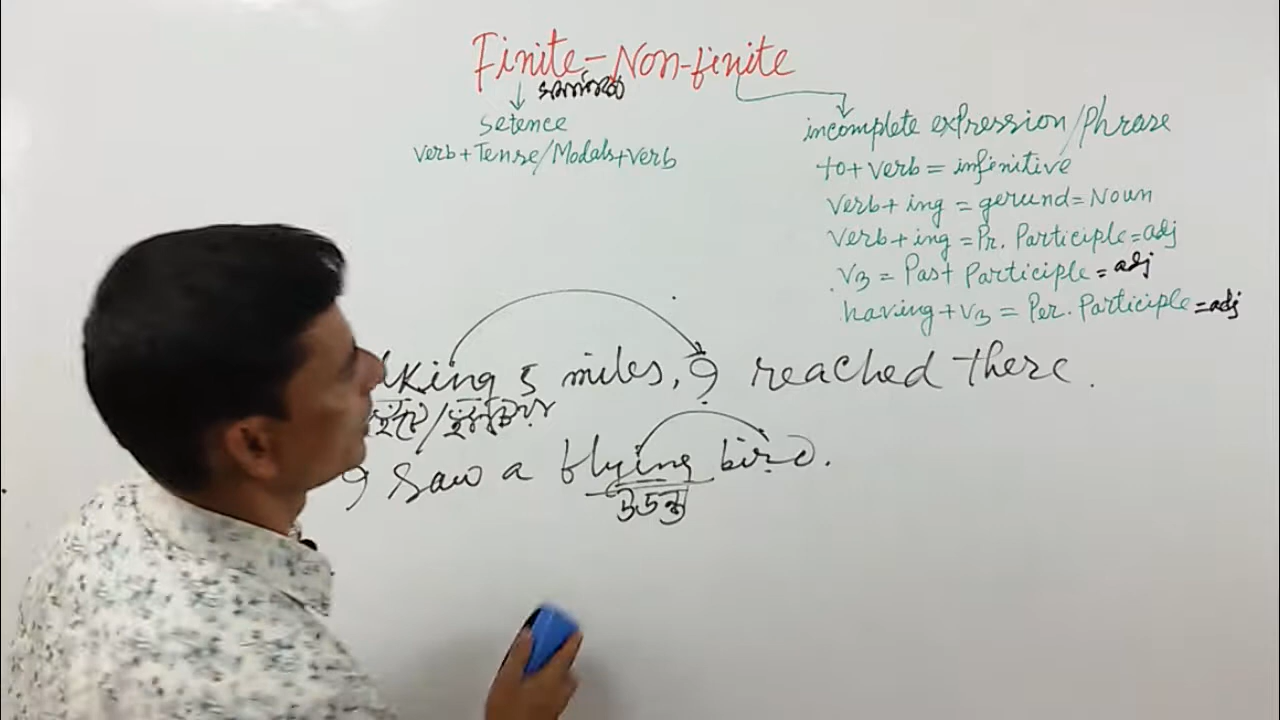 Finite-Non-finite
setence
verb+Tense/Modals+verb
incomplete expression/Phrase
to+verb = infinitive
verb+ing = gerund=Noun
verb+ing = Pr. Participle=adj
v3 = Past Participle = adj
having+v3 = Per. Participle=adj
king 5 miles, I reached there.
I saw a flying bird.
উড়ন্ত